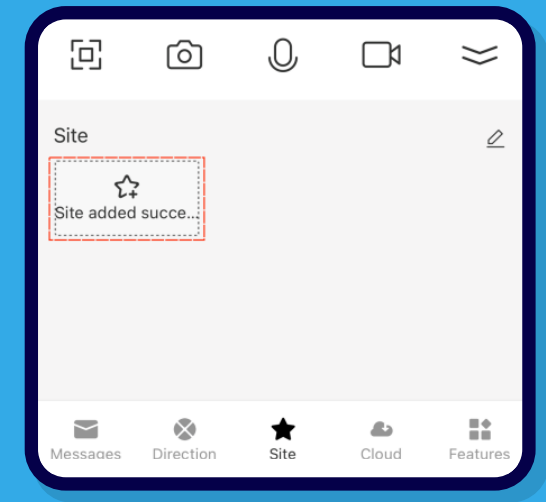 Site
Site added succe...
Messages Direction Site Cloud Features